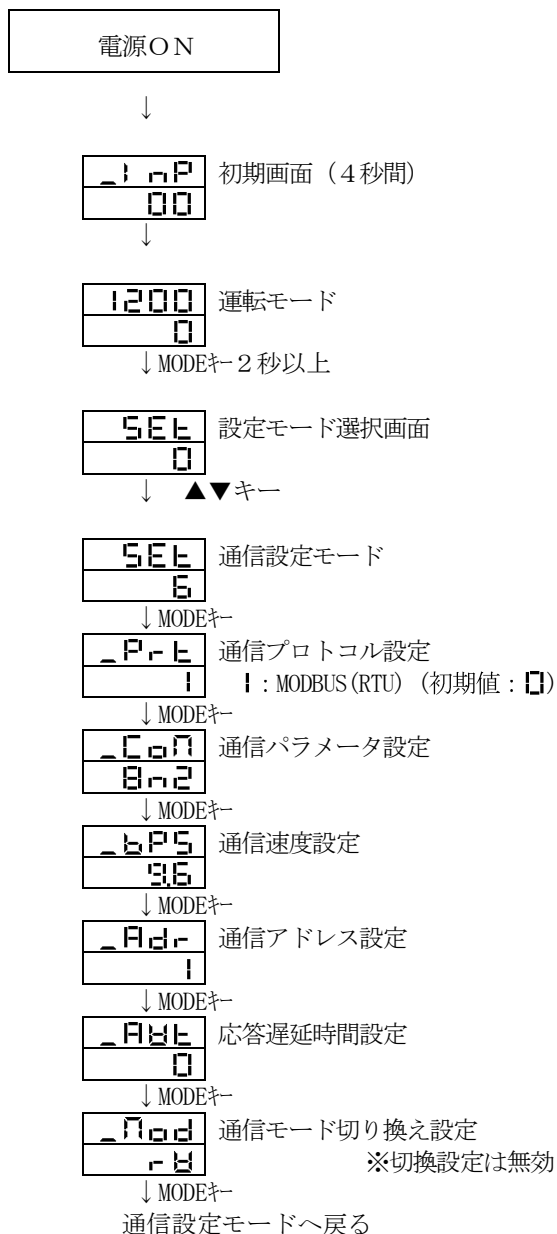 電源ON
↓
_InP 初期画面（４秒間）
00
↓
1200 運転モード
0
↓MODEｷｰ２秒以上
SEt 設定モード選択画面
0
↓ ▲▼キー
SEt 通信設定モード
6
↓MODEｷｰ
_Prt 通信プロトコル設定
1 1：MODBUS(RTU) (初期値：0)
↓MODEｷｰ
_CoM 通信パラメータ設定
8n2
↓MODEｷｰ
_bPS 通信速度設定
9.6
↓MODEｷｰ
_Adr 通信アドレス設定
1
↓MODEｷｰ
_AWt 応答遅延時間設定
0
↓MODEｷｰ
_Mod 通信モード切り換え設定
rW ※切換設定は無効
↓MODEｷｰ
通信設定モードへ戻る